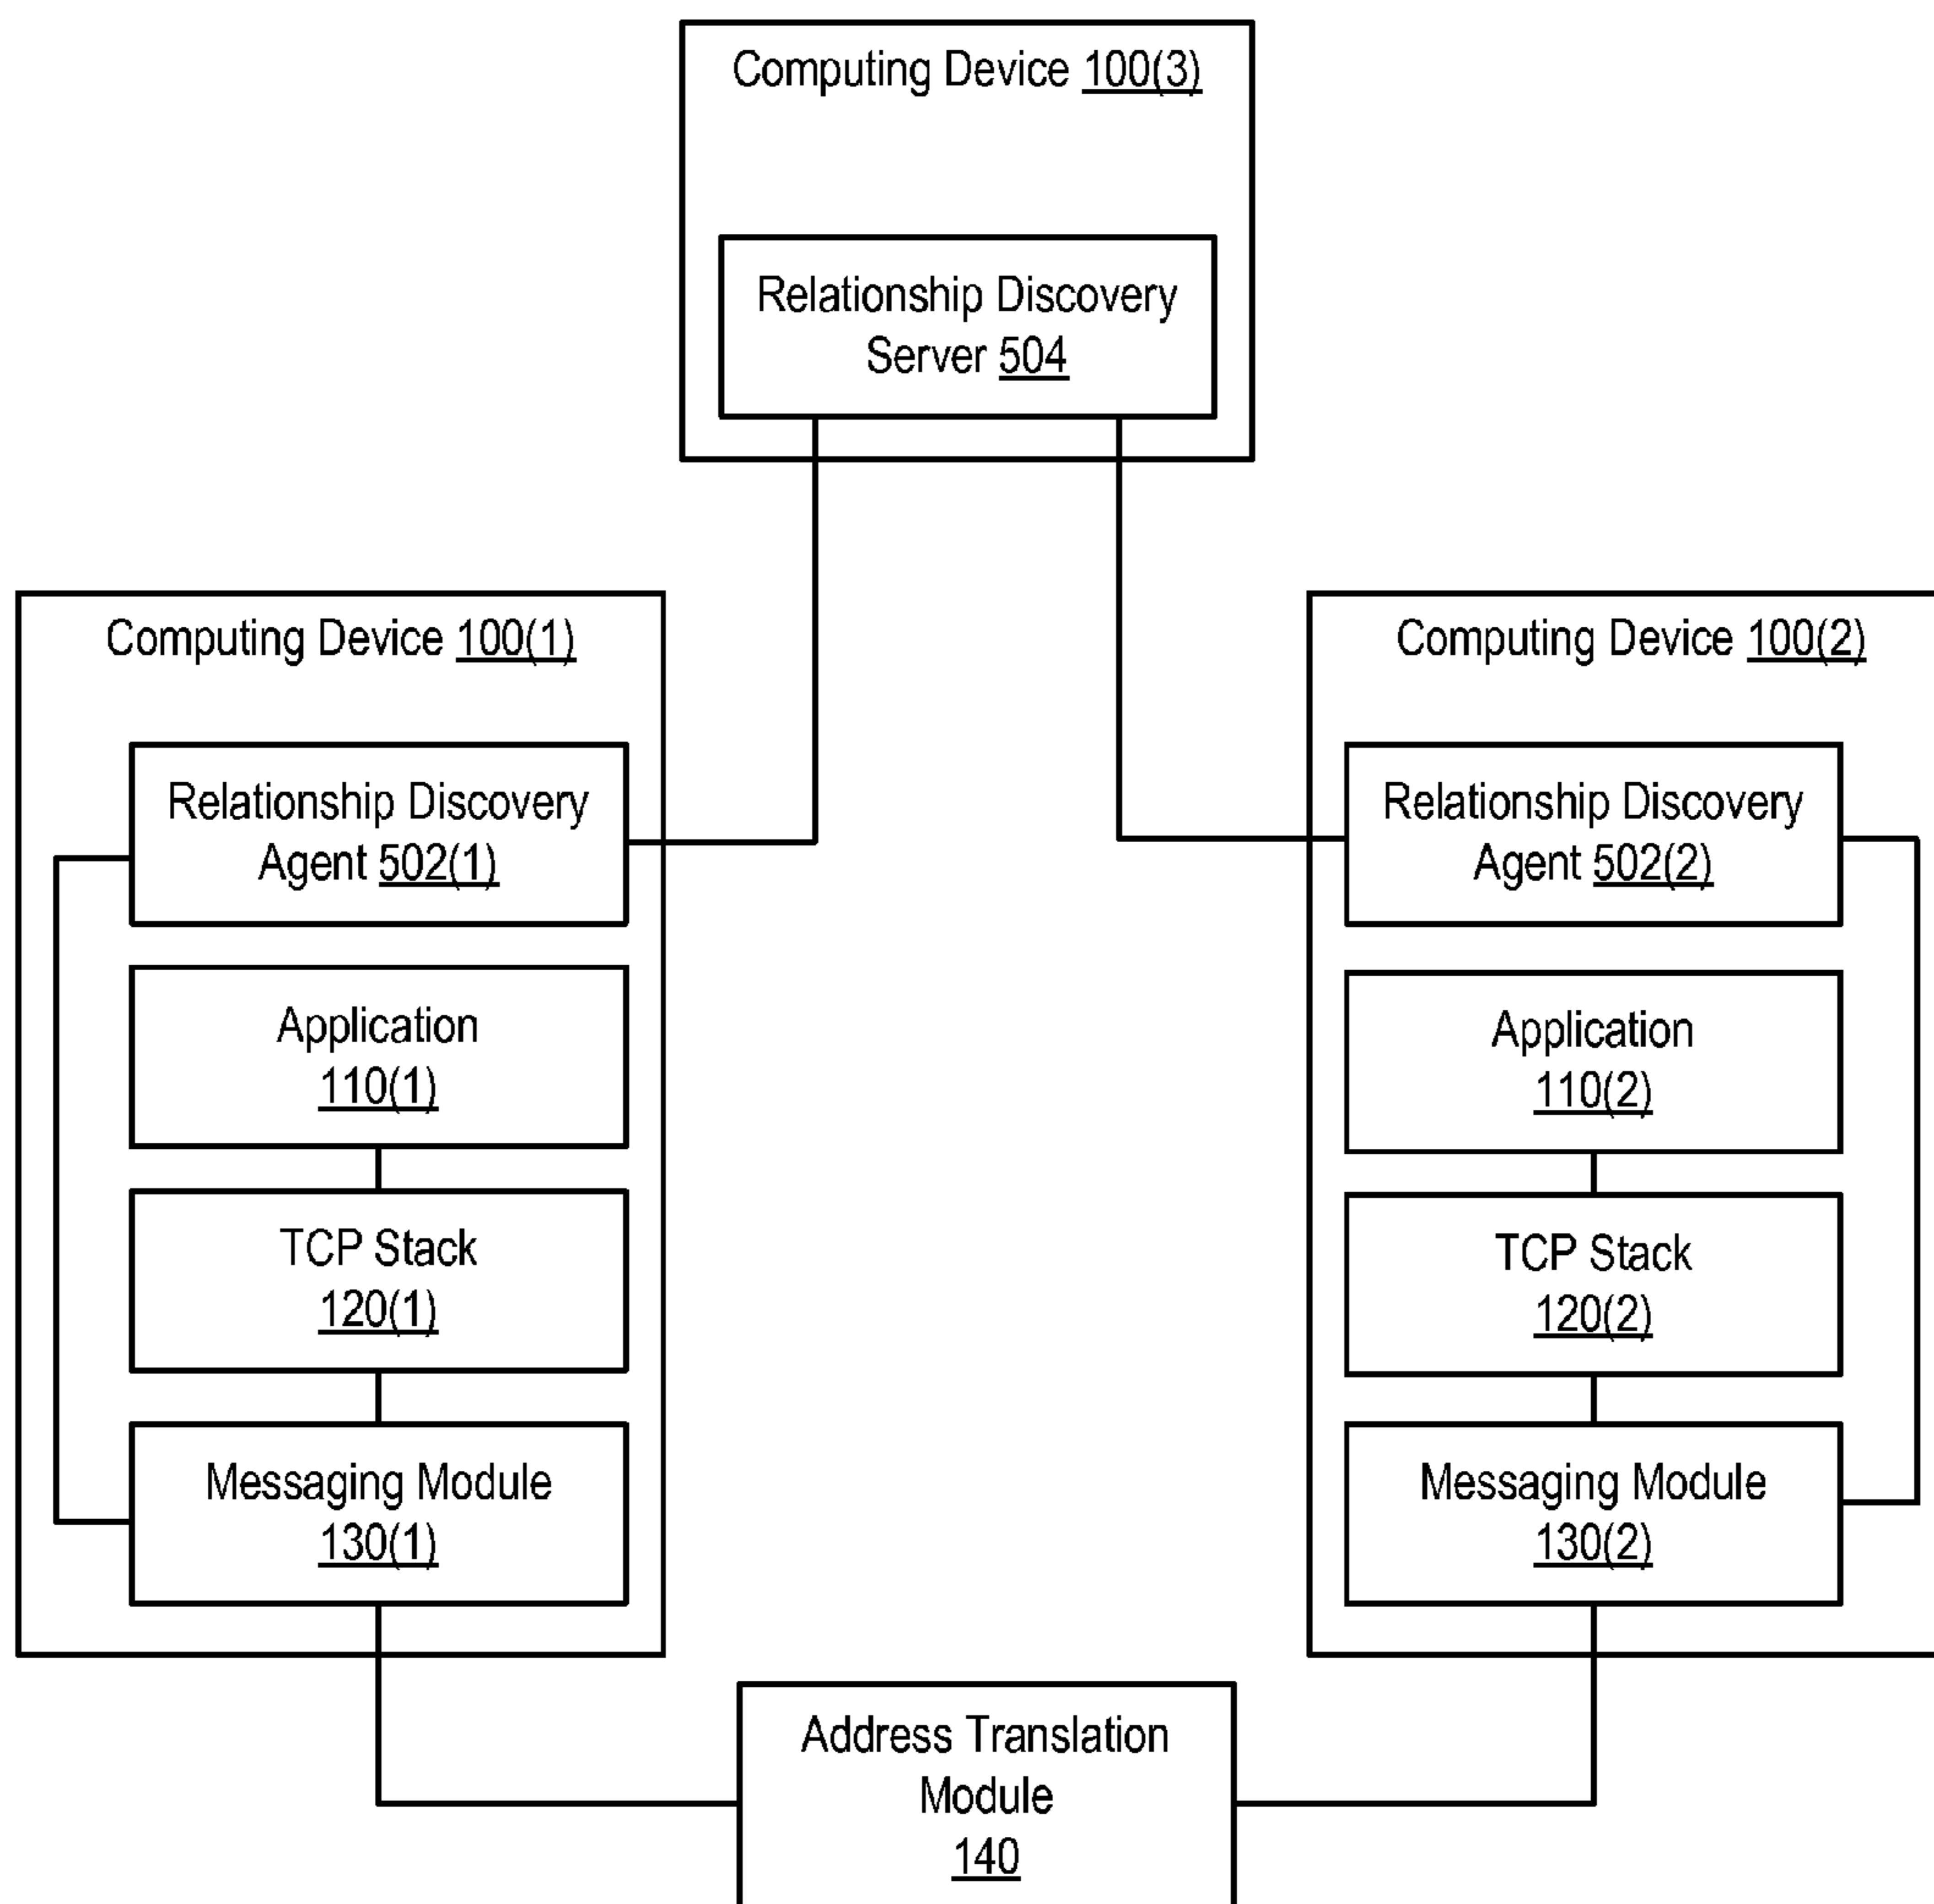 Computing Device 100(3)
Relationship Discovery
Server 504
Computing Device 100(1)
Relationship Discovery
Agent 502(1)
Application
110(1)
TCP Stack
120(1)
Messaging Module
130(1)
Computing Device 100(2)
Relationship Discovery
Agent 502(2)
Application
110(2)
TCP Stack
120(2)
Messaging Module
130(2)
Address Translation
Module
140